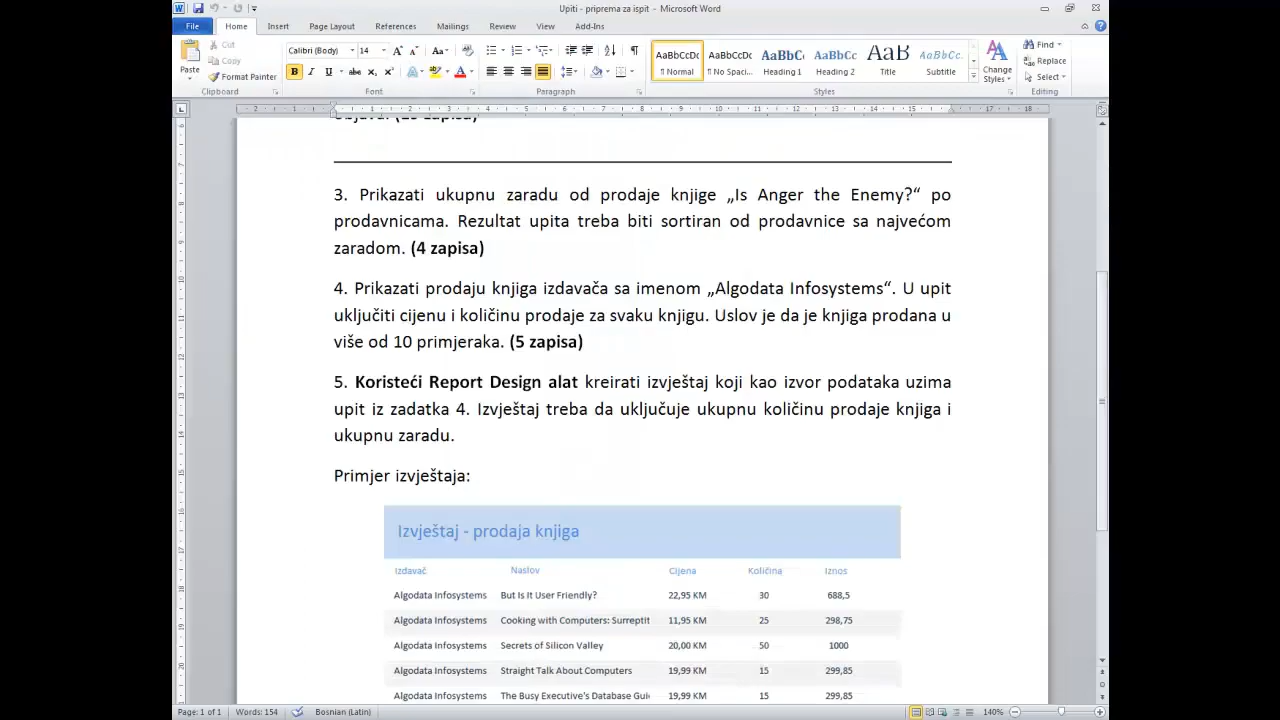 Upiti - priprema za ispit - Microsoft Word
File Home Insert Page Layout References Mailings Review View Add-Ins
Paste Cut Copy Format Painter
Calibri (Body) 14
AaBbCcDc AaBbCcDc AaBbC AaBbCc AaB AaBbCc.
¶ Normal ¶ No Spaci... Heading 1 Heading 2 Title Subtitle
Change Styles
Find Replace Select
Clipboard Font Paragraph Styles Editing
3. Prikazati ukupnu zaradu od prodaje knjige „Is Anger the Enemy?“ po
prodavnicama. Rezultat upita treba biti sortiran od prodavnice sa najvećom
zaradom. (4 zapisa)
4. Prikazati prodaju knjiga izdavača sa imenom „Algodata Infosystems“. U upit
uključiti cijenu i količinu prodaje za svaku knjigu. Uslov je da je knjiga prodana u
više od 10 primjeraka. (5 zapisa)
5. Koristeći Report Design alat kreirati izvještaj koji kao izvor podataka uzima
upit iz zadatka 4. Izvještaj treba da uključuje ukupnu količinu prodaje knjiga i
ukupnu zaradu.
Primjer izvještaja:
Izvještaj - prodaja knjiga
Izdavač Naslov Cijena Količina Iznos
Algodata Infosystems But Is It User Friendly? 22,95 KM 30 688,5
Algodata Infosystems Cooking with Computers: Surreptit 11,95 KM 25 298,75
Algodata Infosystems Secrets of Silicon Valley 20,00 KM 50 1000
Algodata Infosystems Straight Talk About Computers 19,99 KM 15 299,85
Algodata Infosystems The Busy Executive's Database Gui 19,99 KM 15 299,85
Page: 1 of 1 Words: 154 Bosnian (Latin) 140%